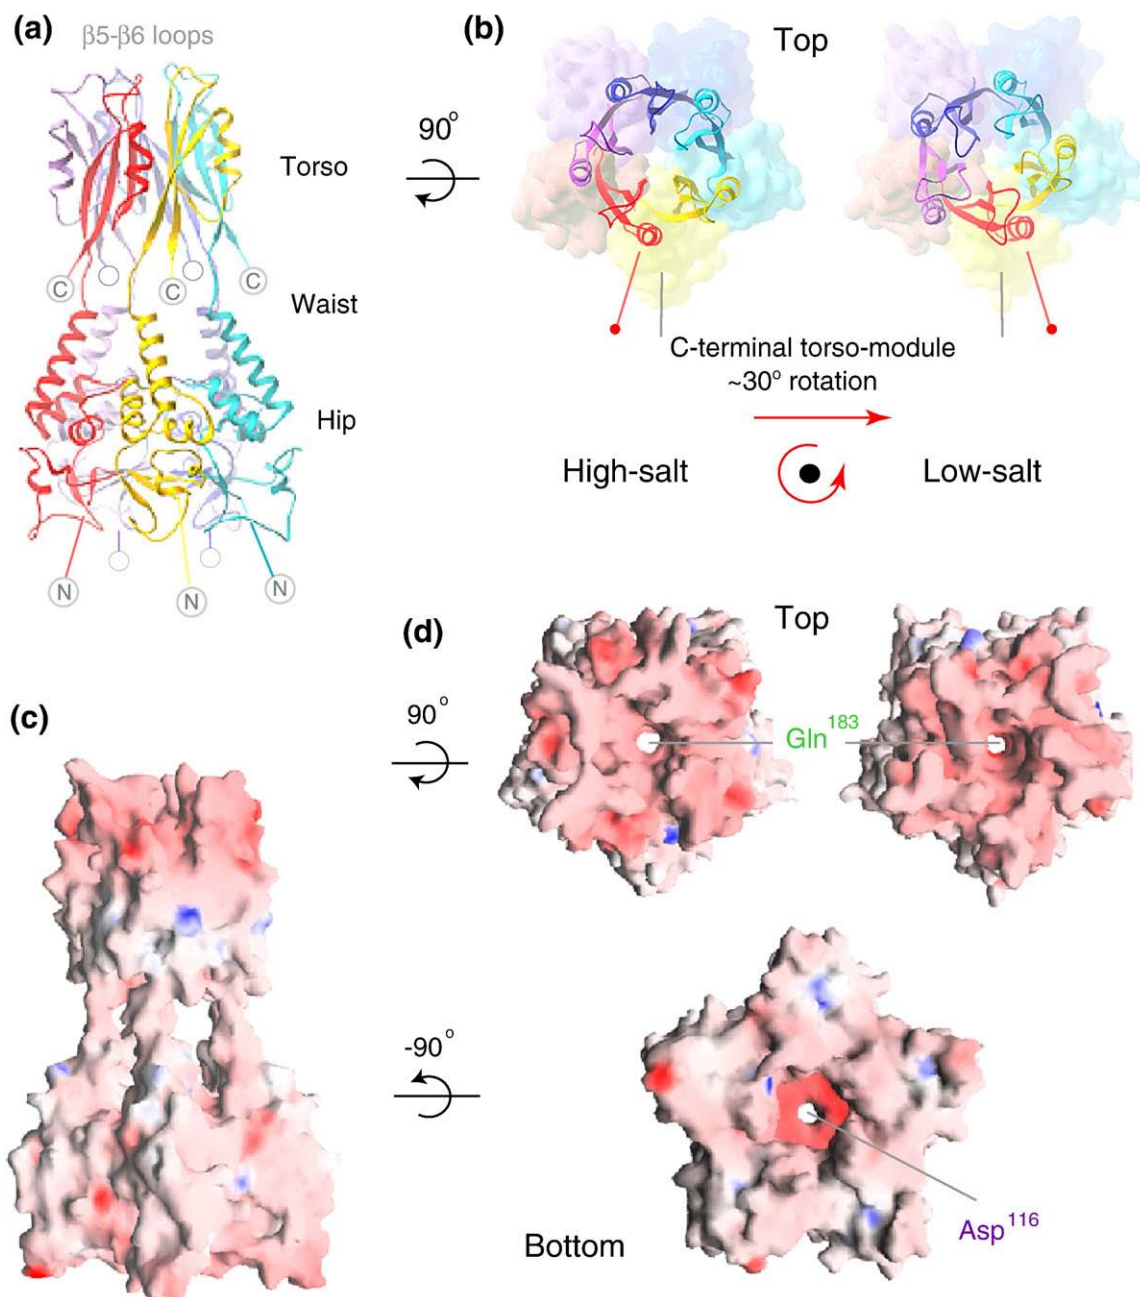 (a)
β5-β6 loops
Torso
C
C
C
Waist
Hip
N
N
N
(b)
Top
90°
C-terminal torso-module
~30° rotation
High-salt
Low-salt
(c)
(d)
Top
90°
Gln183
-90°
Asp116
Bottom